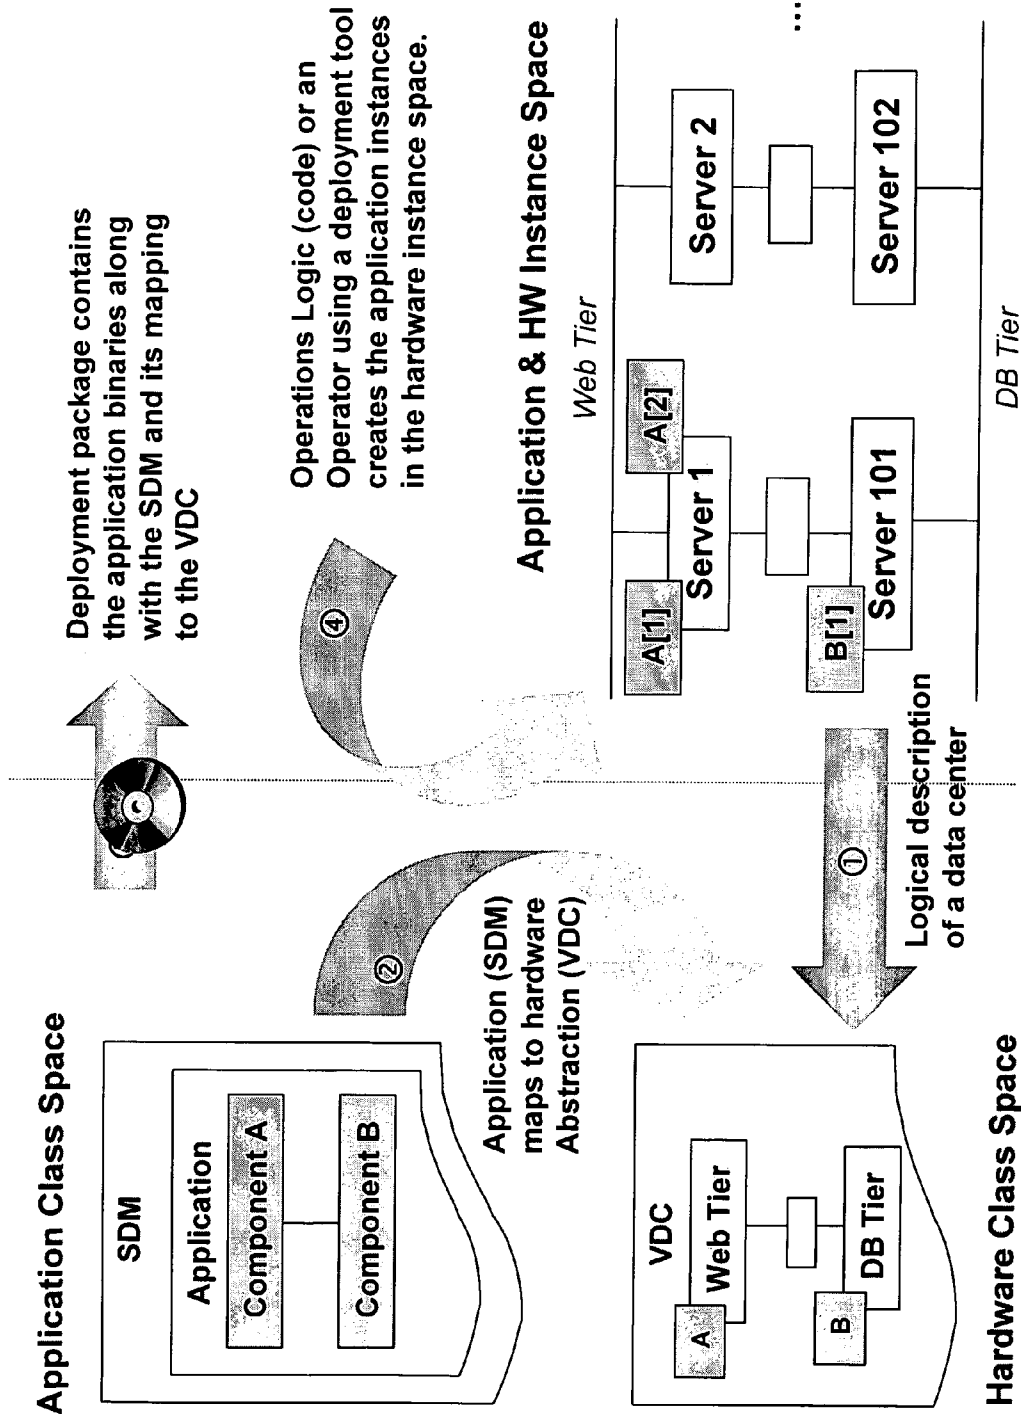 Application Class Space
SDM
Application
Component A
Component B
Deployment package contains
the application binaries along
with the SDM and its mapping
to the VDC
②
Application (SDM)
maps to hardware
Abstraction (VDC)
④
Operations Logic (code) or an
Operator using a deployment tool
creates the application instances
in the hardware instance space.
VDC
A
Web Tier
B
DB Tier
Hardware Class Space
①
Logical description
of a data center
Application & HW Instance Space
Web Tier
A[1]
A[2]
Server 1
Server 2
...
B[1]
Server 101
Server 102
DB Tier